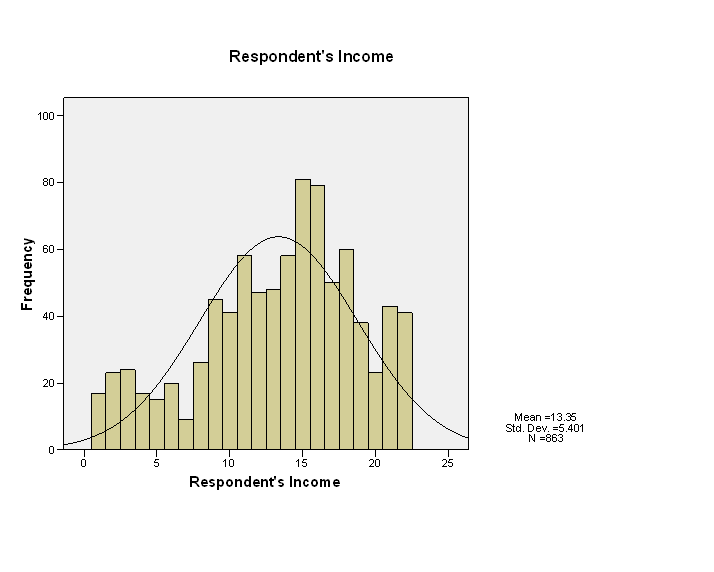 Respondent's Income
100
80
60
40
20
0
Frequency
0 5 10 15 20 25
Respondent's Income
Mean =13.35
Std. Dev. =5.401
N =863